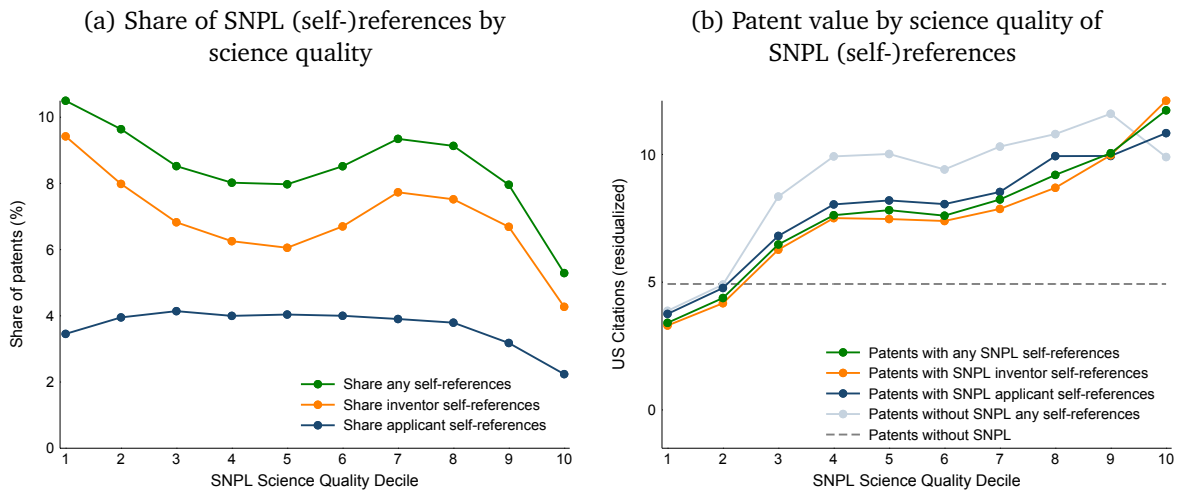 (a) Share of SNPL (self-)references by
science quality
Share of patents (%)
10
8
6
4
2
0
1 2 3 4 5 6 7 8 9 10
SNPL Science Quality Decile
Share any self-references
Share inventor self-references
Share applicant self-references
(b) Patent value by science quality of
SNPL (self-)references
US Citations (residualized)
10
5
0
1 2 3 4 5 6 7 8 9 10
SNPL Science Quality Decile
Patents with any SNPL self-references
Patents with SNPL inventor self-references
Patents with SNPL applicant self-references
Patents without SNPL any self-references
Patents without SNPL